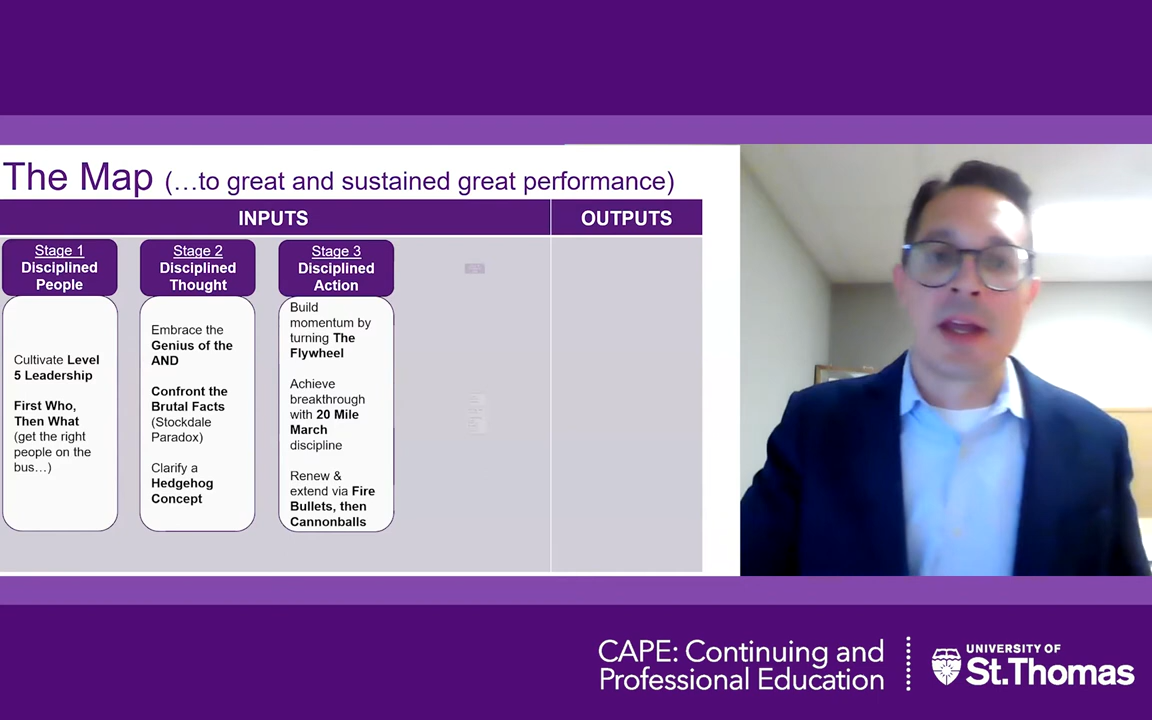 The Map (…to great and sustained great performance)
INPUTS
OUTPUTS
Stage 1
Disciplined
People
Cultivate Level
5 Leadership
First Who,
Then What
(get the right
people on the
bus…)
Stage 2
Disciplined
Thought
Embrace the
Genius of the
AND
Confront the
Brutal Facts
(Stockdale
Paradox)
Clarify a
Hedgehog
Concept
Stage 3
Disciplined
Action
Build
momentum by
turning The
Flywheel
Achieve
breakthrough
with 20 Mile
March
discipline
Renew &
extend via Fire
Bullets, then
Cannonballs
CAPE: Continuing and
Professional Education
UNIVERSITY OF
St.Thomas